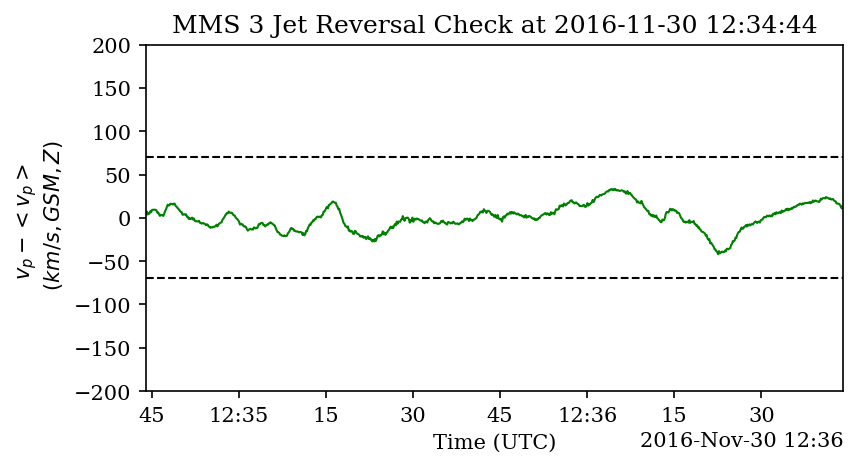 MMS 3 Jet Reversal Check at 2016-11-30 12:34:44
200
150
100
50
0
−50
−100
−150
−200
v_p − < v_p >
(km/s, GSM, Z)
45 12:35 15 30 45 12:36 15 30
Time (UTC)
2016-Nov-30 12:36